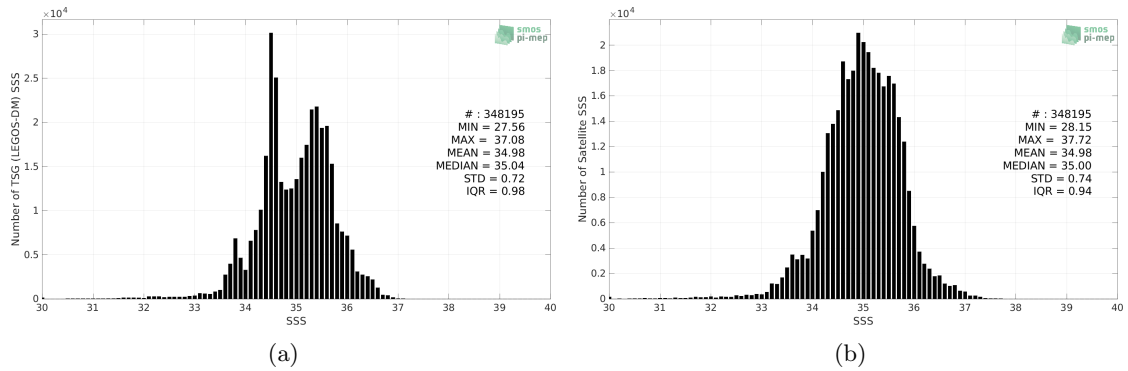 ×10⁴
3
2.5
2
1.5
1
0.5
0
30 31 32 33 34 35 36 37 38 39 40
SSS
Number of TSG (LEGOS-DM) SSS
smos
pi-mep
# : 348195
MIN = 27.56
MAX = 37.08
MEAN = 34.98
MEDIAN = 35.04
STD = 0.72
IQR = 0.98
(a)
×10⁴
2
1.8
1.6
1.4
1.2
1
0.8
0.6
0.4
0.2
0
30 31 32 33 34 35 36 37 38 39 40
SSS
Number of Satellite SSS
smos
pi-mep
# : 348195
MIN = 28.15
MAX = 37.72
MEAN = 34.98
MEDIAN = 35.00
STD = 0.74
IQR = 0.94
(b)